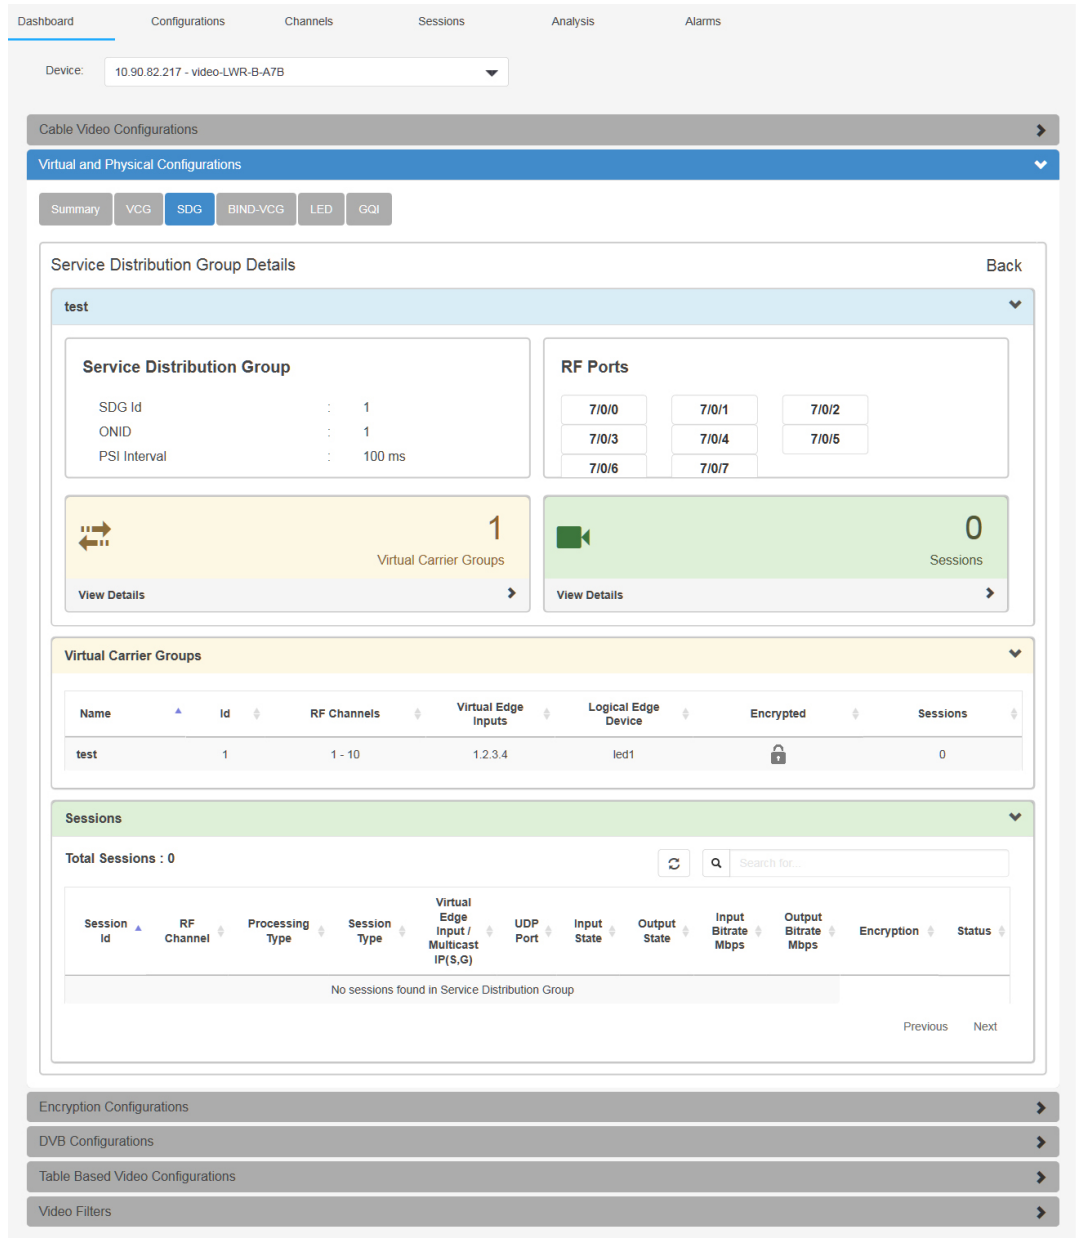 Dashboard Configurations Channels Sessions Analysis Alarms
Device: 10.90.82.217 - video-LWR-B-A7B
Cable Video Configurations
Virtual and Physical Configurations
Summary VCG SDG BIND-VCG LED GQI
Service Distribution Group Details Back
test
Service Distribution Group
SDG Id : 1
ONID : 1
PSI Interval : 100 ms
RF Ports
7/0/0 7/0/1 7/0/2
7/0/3 7/0/4 7/0/5
7/0/6 7/0/7
1
Virtual Carrier Groups
View Details
0
Sessions
View Details
Virtual Carrier Groups
Name Id RF Channels Virtual Edge Inputs Logical Edge Device Encrypted Sessions
test 1 1 - 10 1.2.3.4 led1 0
Sessions
Total Sessions : 0 Search for...
Session Id RF Channel Processing Type Session Type Virtual Edge Input / Multicast IP(S,G) UDP Port Input State Output State Input Bitrate Mbps Output Bitrate Mbps Encryption Status
No sessions found in Service Distribution Group
Previous Next
Encryption Configurations
DVB Configurations
Table Based Video Configurations
Video Filters